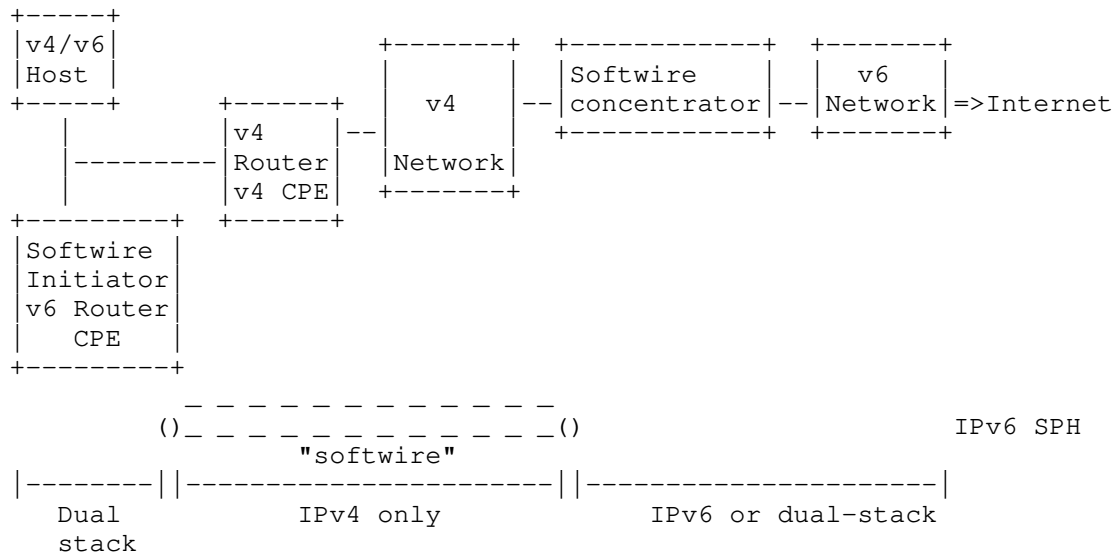 v4/v6
Host
v4
Router
v4 CPE
v4
Network
Softwire
concentrator
v6
Network
=>Internet
Softwire
Initiator
v6 Router
CPE
()_ _ _ _ _ _ _ _ _ _ _ _() IPv6 SPH
"softwire"
|--------||-----------------------||----------------------|
Dual IPv4 only IPv6 or dual-stack
stack